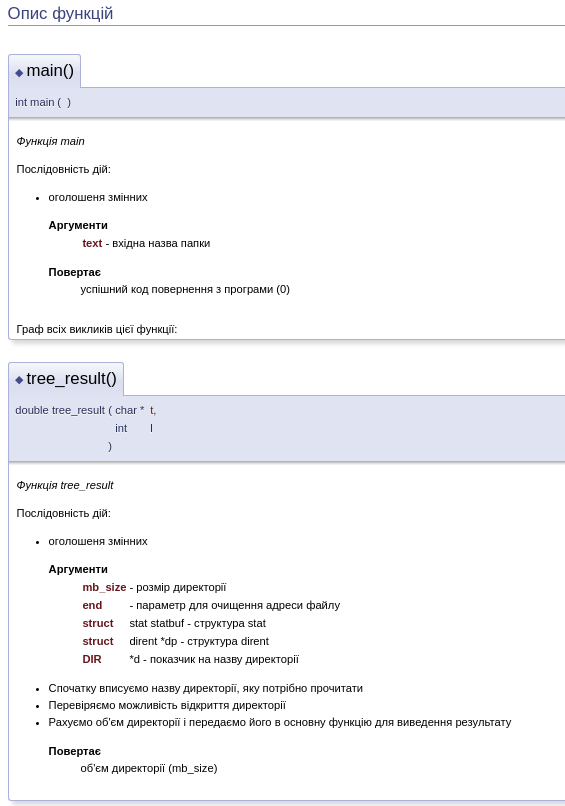 Опис функцій
◆ main()
int main ( )
Функція main
Послідовність дій:
• оголошеня змінних
Аргументи
text - вхідна назва папки
Повертає
успішний код повернення з програми (0)
Граф всіх викликів цієї функції:
◆ tree_result()
double tree_result ( char * t,
int l
)
Функція tree_result
Послідовність дій:
• оголошеня змінних
Аргументи
mb_size - розмір директорії
end - параметр для очищення адреси файлу
struct stat statbuf - структура stat
struct dirent *dp - структура dirent
DIR *d - показчик на назву директорії
• Спочатку вписуємо назву директорії, яку потрібно прочитати
• Перевіряємо можливість відкриття директорії
• Рахуємо об'єм директорії і передаємо його в основну функцію для виведення результату
Повертає
об'єм директорії (mb_size)